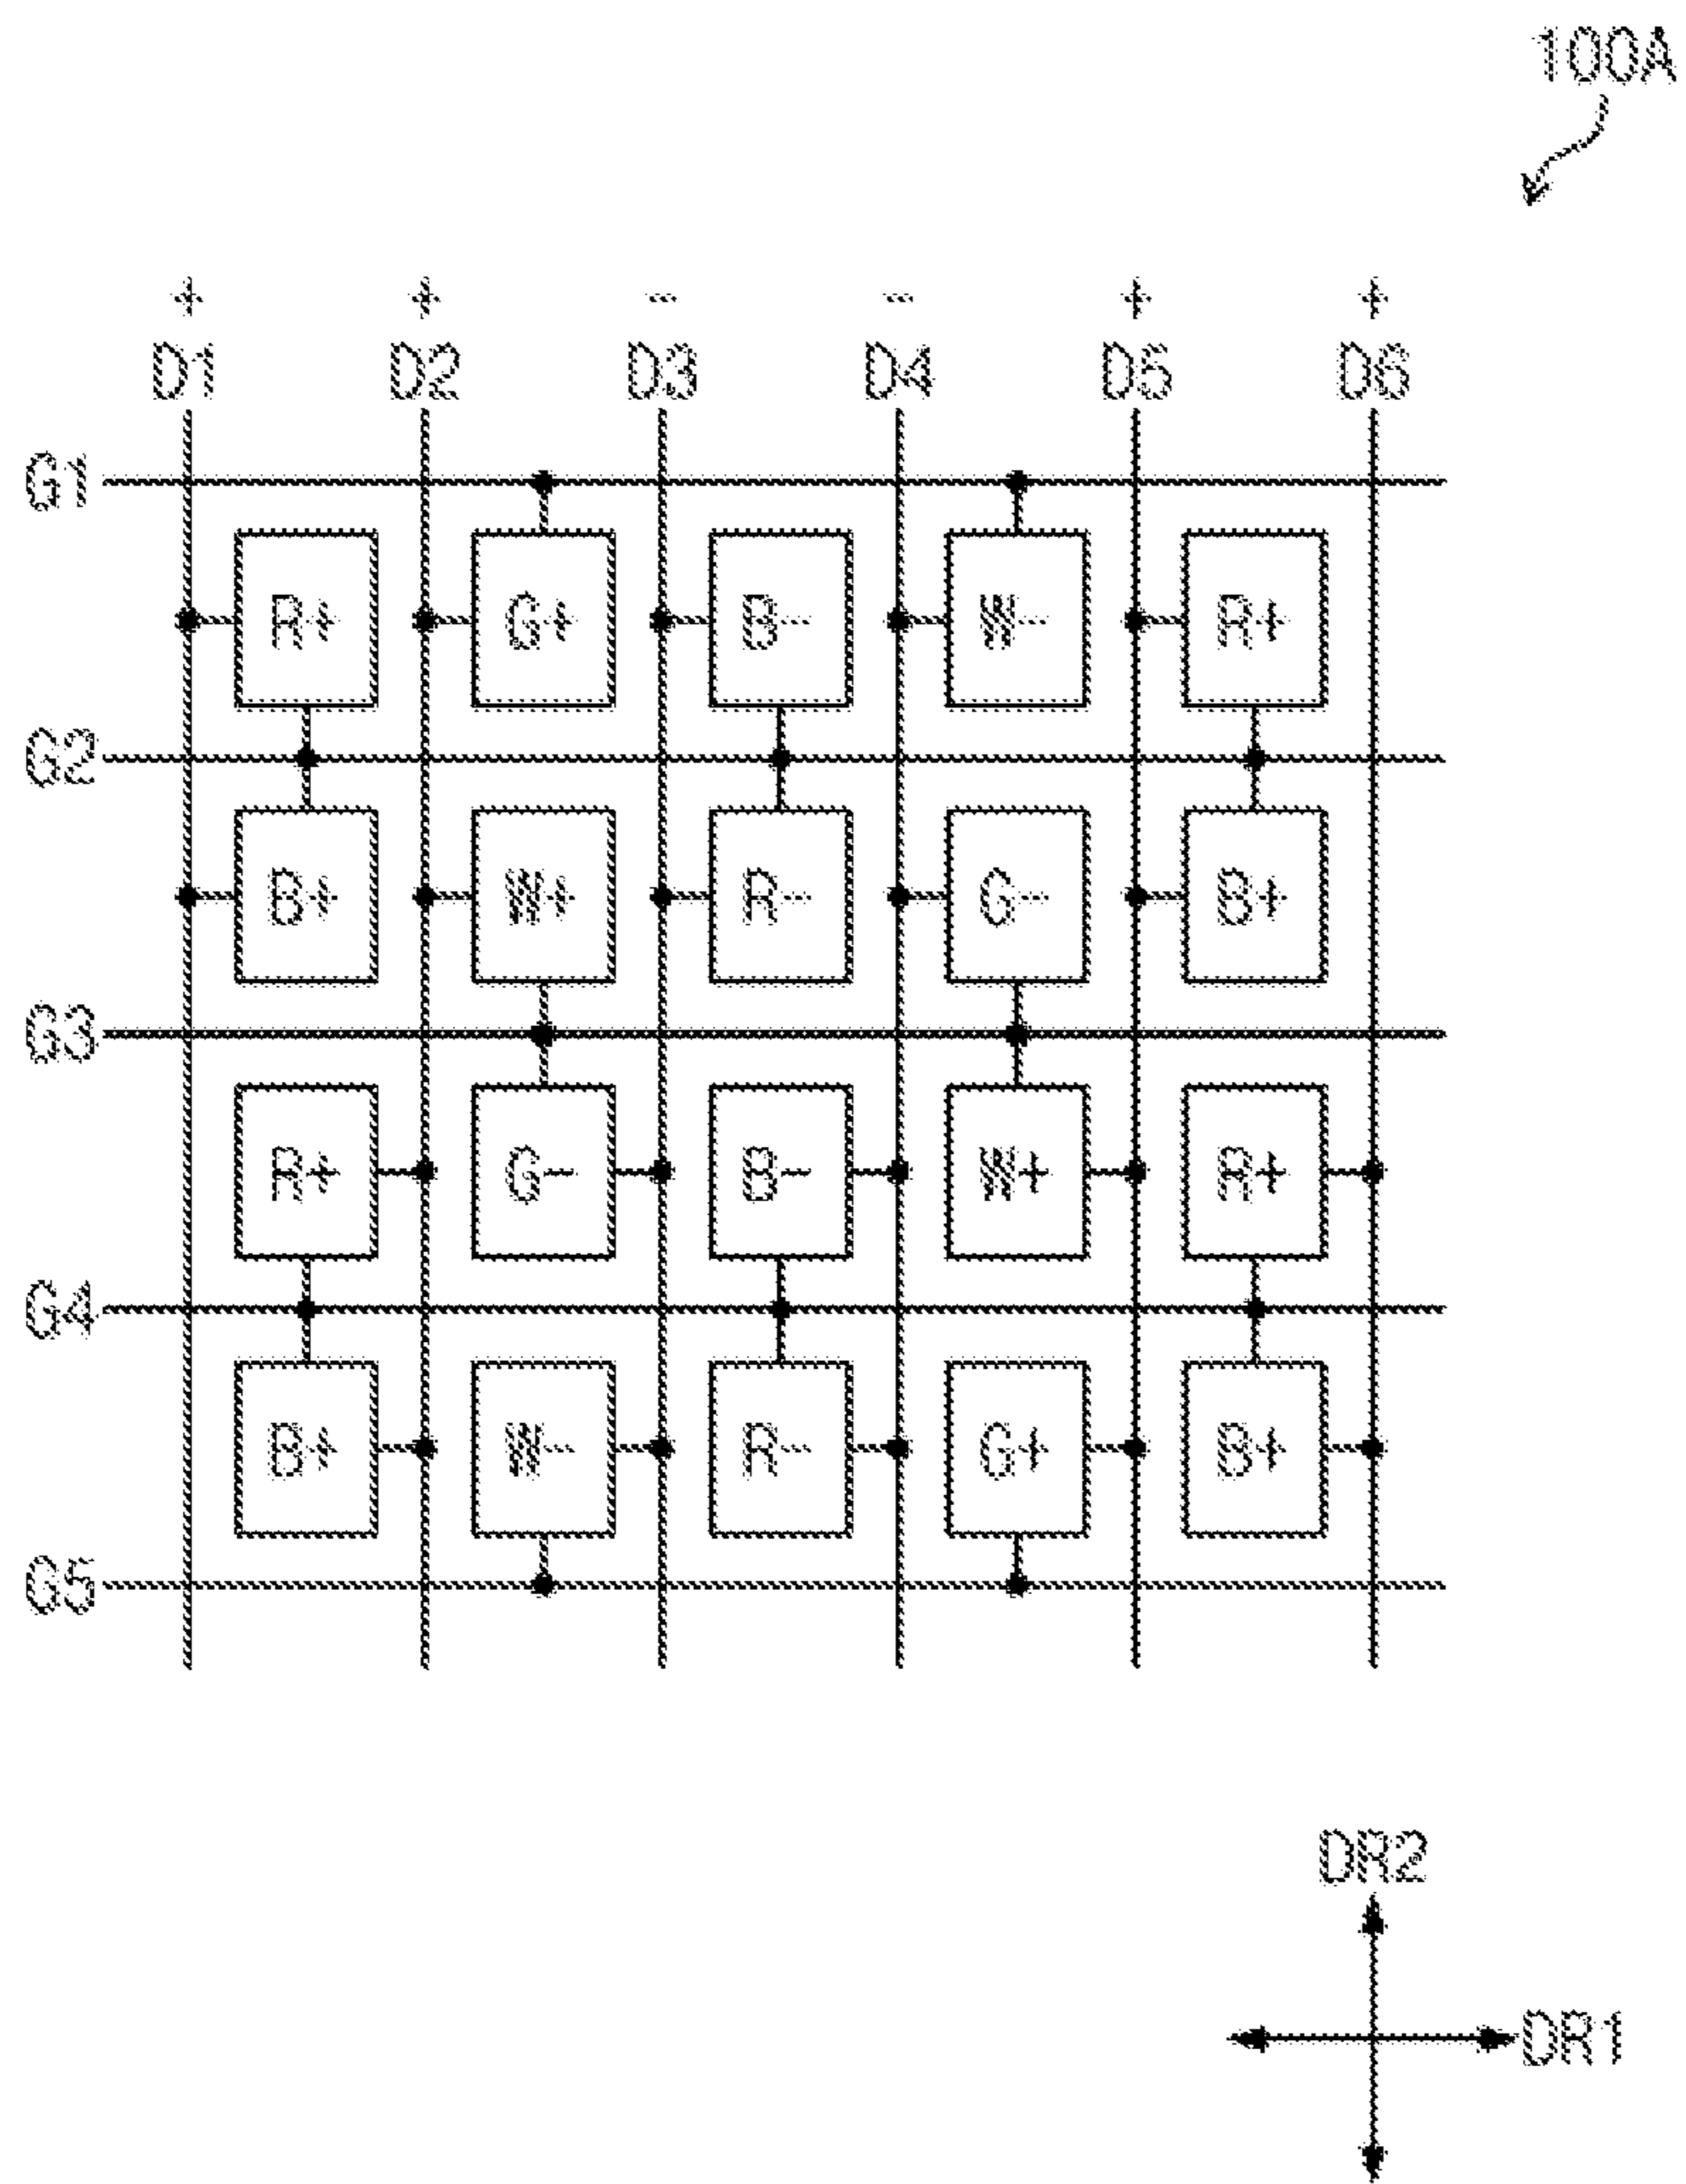 100A
+ + - - + +
D1 D2 D3 D4 D5 D6
G1
R+ G+ B- W- R+
G2
B+ W+ R- G- B+
G3
R+ G- B- W+ R+
G4
B+ W- R- G+ B+
G5
DR2
DR1